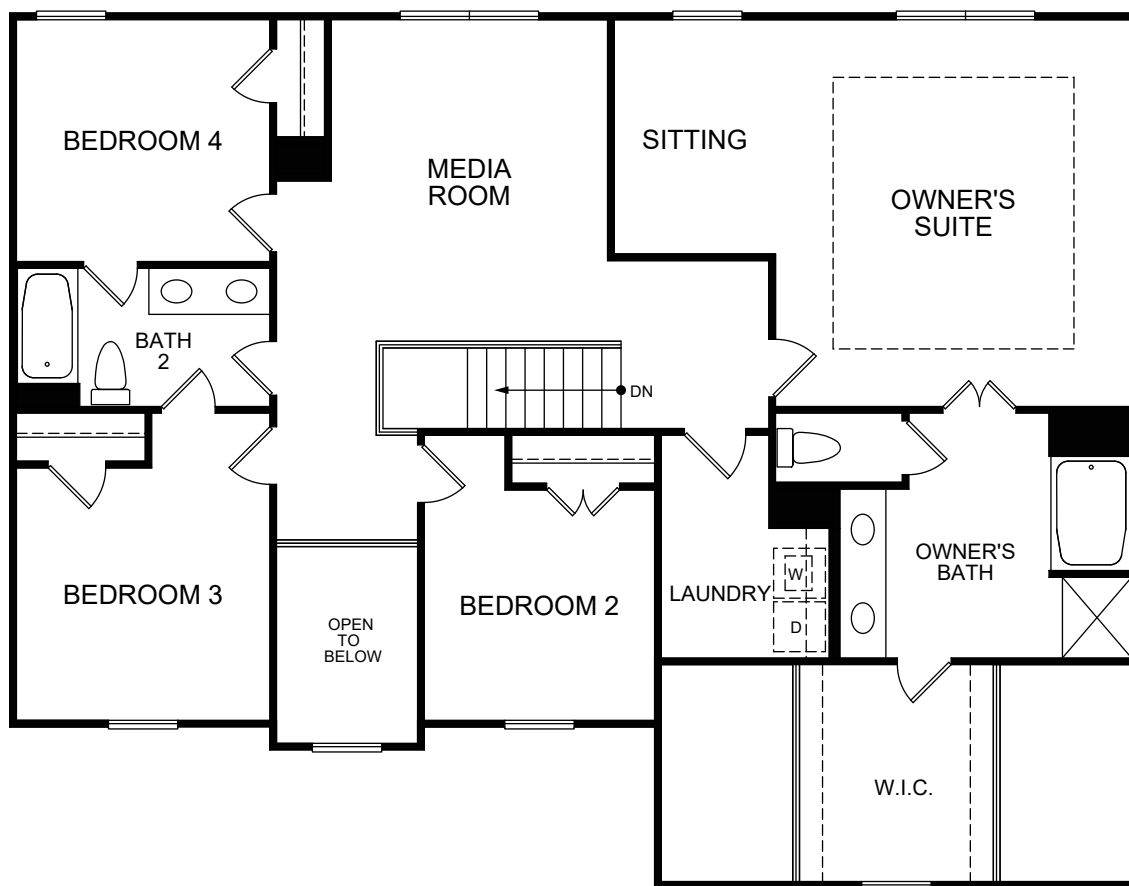 BEDROOM 4
MEDIA
ROOM
SITTING
OWNER'S
SUITE
BATH
2
DN
BEDROOM 3
OPEN
TO
BELOW
BEDROOM 2
LAUNDRY
W
D
OWNER'S
BATH
W.I.C.